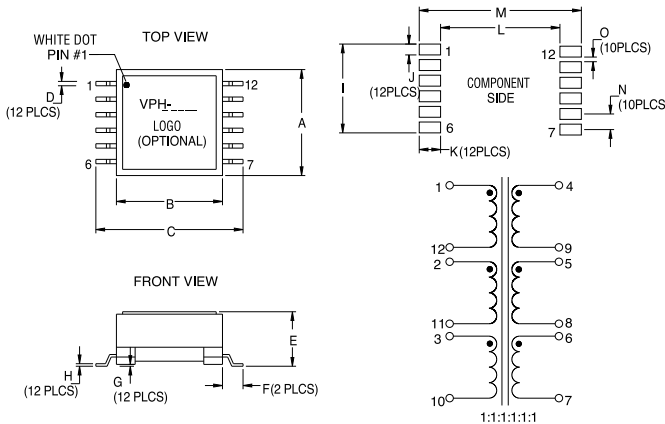 WHITE DOT
PIN #1
TOP VIEW
1
12
D
(12 PLCS)
VPH-_ _ _ _
LOGO
(OPTIONAL)
A
6
7
B
C
M
L
O
(10PLCS)
1
12
I
J
(12PLCS)
COMPONENT
SIDE
N
(10PLCS
6
7
K(12PLCS)
FRONT VIEW
E
H
(12 PLCS)
G
(12 PLCS)
F(2 PLCS)
1
4
12
9
2
5
11
8
3
6
10
7
1:1:1:1:1:1